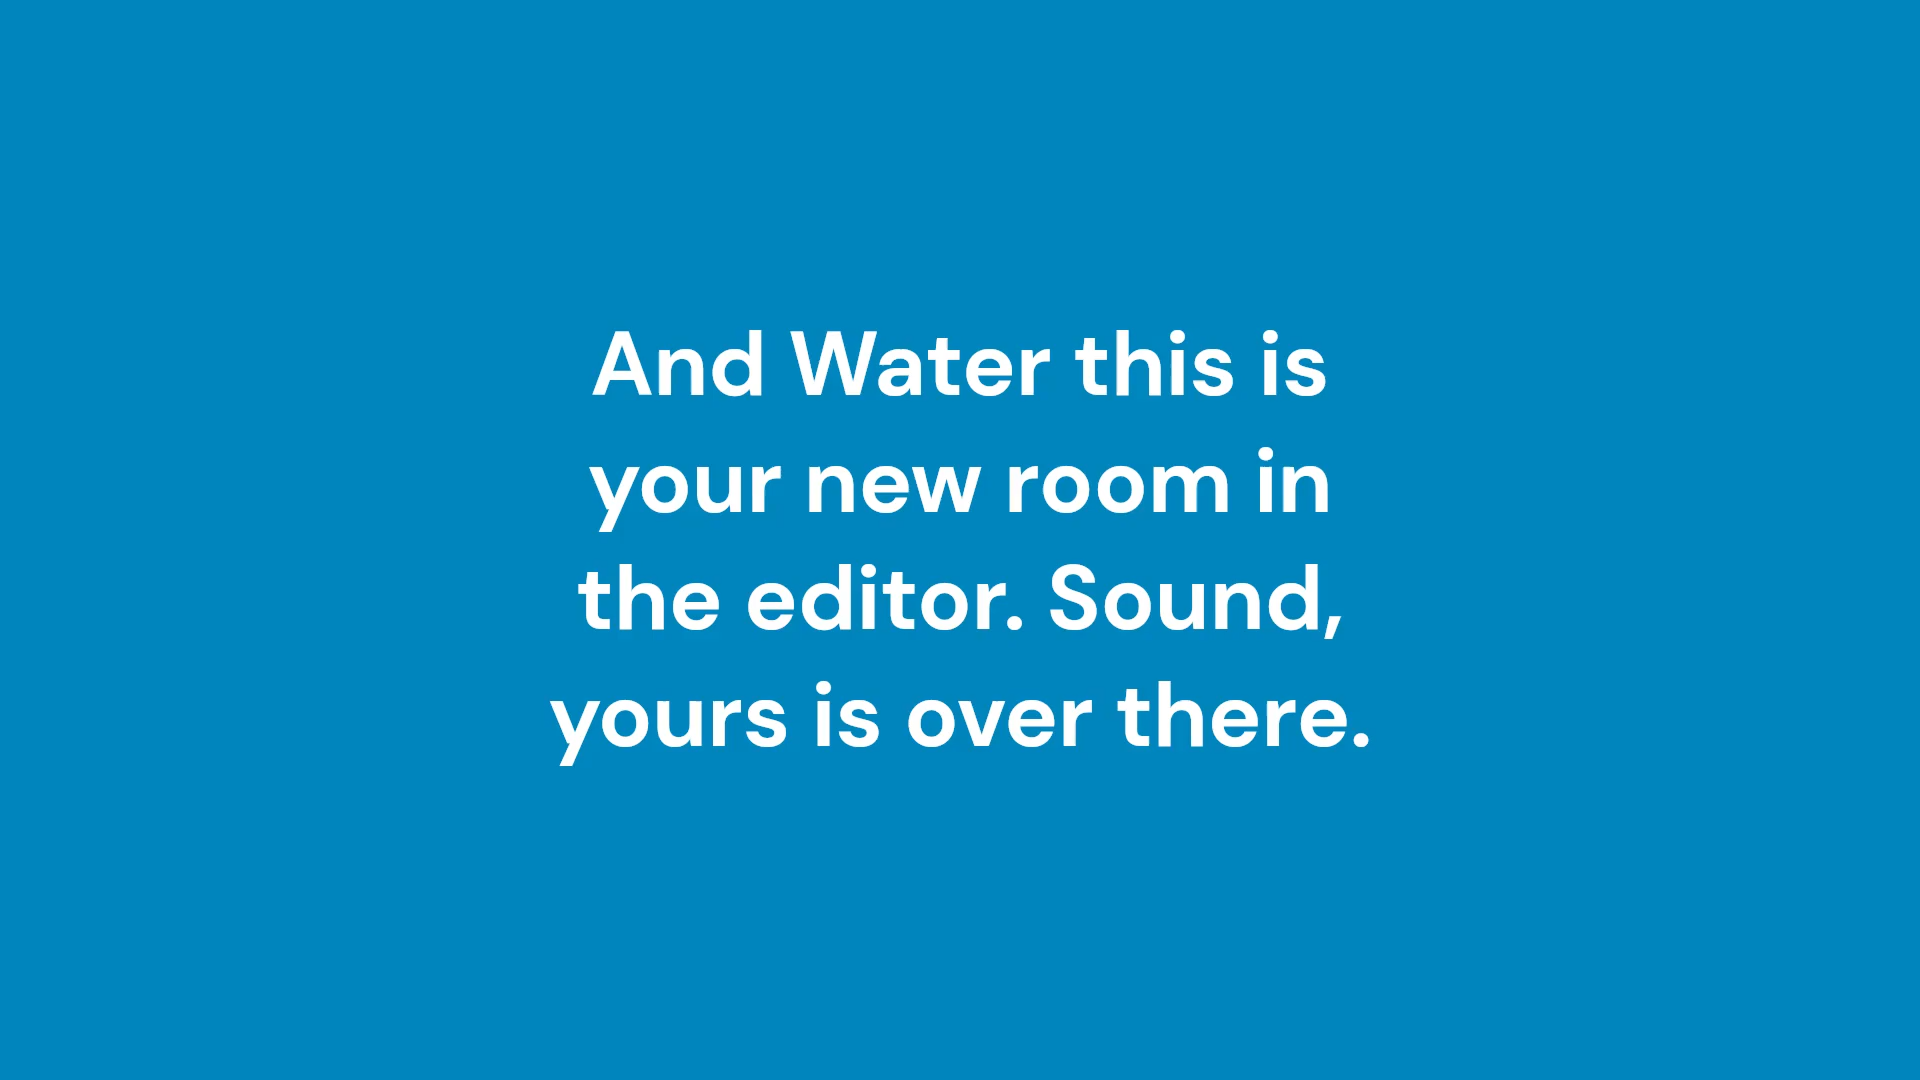 And Water this is
your new room in
the editor. Sound,
yours is over there.